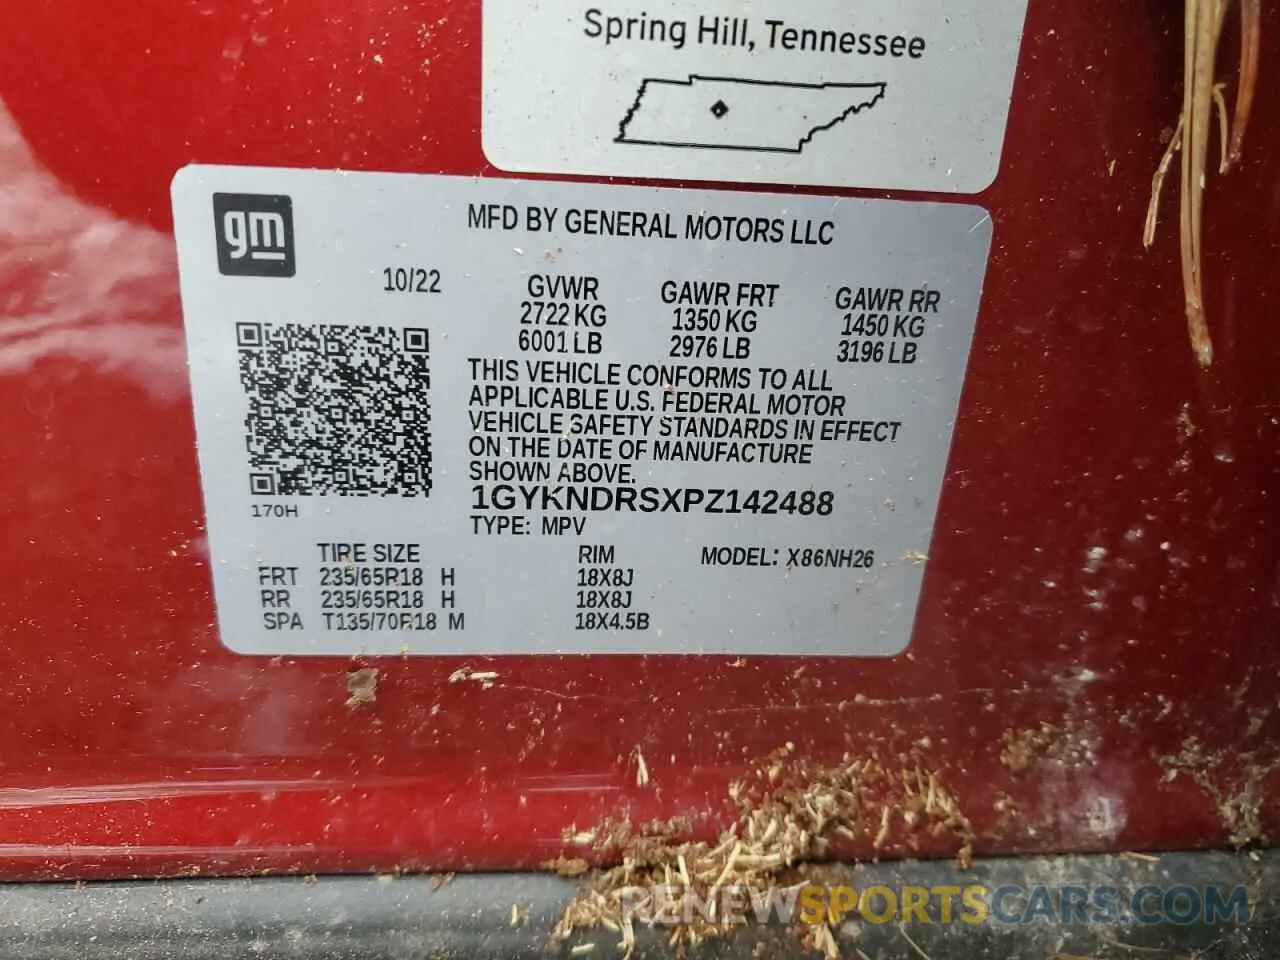 Spring Hill, Tennessee
gm
MFD BY GENERAL MOTORS LLC
10/22
GVWR GAWR FRT GAWR RR
2722 KG 1350 KG 1450 KG
6001 LB 2976 LB 3196 LB
THIS VEHICLE CONFORMS TO ALL
APPLICABLE U.S. FEDERAL MOTOR
VEHICLE SAFETY STANDARDS IN EFFECT
ON THE DATE OF MANUFACTURE
SHOWN ABOVE.
1GYKNDRSXPZ142488
170H
TYPE: MPV
TIRE SIZE RIM MODEL: X86NH26
FRT 235/65R18 H 18X8J
RR 235/65R18 H 18X8J
SPA T135/70R18 M 18X4.5B
RENEWSPORTSCARS.COM